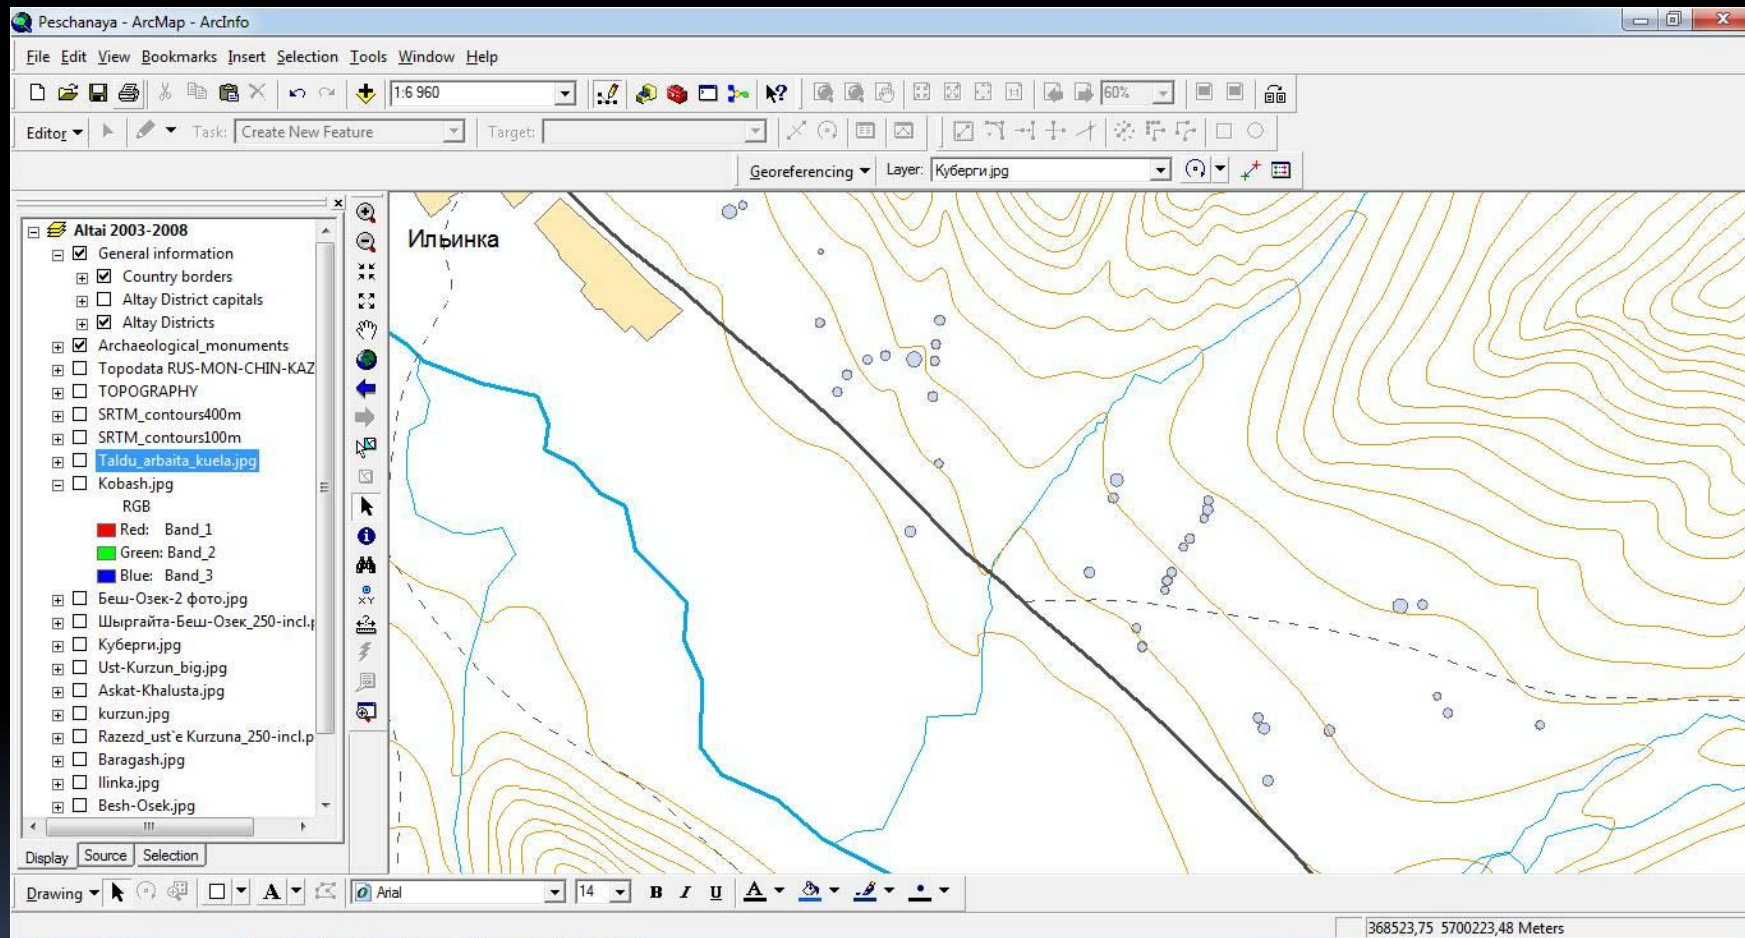 Peschanaya - ArcMap - ArcInfo
File Edit View Bookmarks Insert Selection Tools Window Help
1:6 960
60%
Editor
Task: Create New Feature
Target:
Georeferencing
Layer: Куберги.jpg
Altai 2003-2008
General information
Country borders
Altay District capitals
Altay Districts
Archaeological_monuments
Topodata RUS-MON-CHIN-KAZ
TOPOGRAPHY
SRTM_contours400m
SRTM_contours100m
Taldu_arbaita_kuela.jpg
Kobash.jpg
RGB
Red: Band_1
Green: Band_2
Blue: Band_3
Беш-Озек-2 фото.jpg
Шыргайта-Беш-Озек_250-incl.p
Куберги.jpg
Ust-Kurzun_big.jpg
Askat-Khalusta.jpg
kurzun.jpg
Razezd_ust`e Kurzuna_250-incl.p
Baragash.jpg
Ilinka.jpg
Besh-Osek.jpg
Display Source Selection
Ильинка
Drawing
A
Arial
14
B I U A
368523,75 5700223,48 Meters